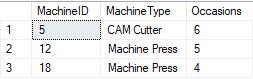 MachineID MachineType Occasions
1 5 CAM Cutter 6
2 12 Machine Press 5
3 18 Machine Press 4